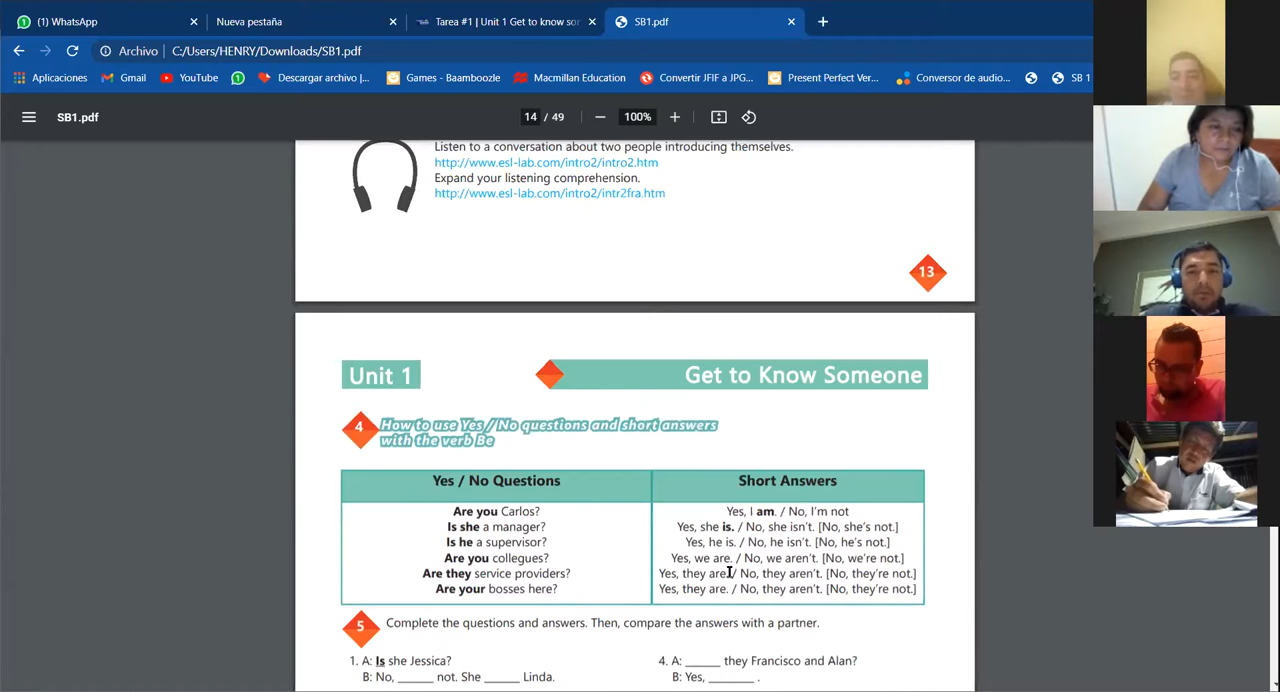 (1) WhatsApp
Nueva pestaña
Tarea #1 | Unit 1 Get to know so
SB1.pdf
Archivo
C:/Users/HENRY/Downloads/SB1.pdf
Aplicaciones
Gmail
YouTube
Descargar archivo |...
Games - Baamboozle
Macmillan Education
Convertir JFIF a JPG...
Present Perfect Ver...
Conversor de audio...
SB 1
SB1.pdf
14 / 49
100%
Listen to a conversation about two people introducing themselves.
http://www.esl-lab.com/intro2/intro2.htm
Expand your listening comprehension.
http://www.esl-lab.com/intro2/intr2fra.htm
13
Unit 1
Get to Know Someone
4
How to use Yes / No questions and short answers
with the verb Be
Yes / No Questions
Short Answers
Are you Carlos?
Yes, I am. / No, I'm not
Is she a manager?
Yes, she is. / No, she isn't. [No, she's not.]
Is he a supervisor?
Yes, he is. / No, he isn't. [No, he's not.]
Are you collegues?
Yes, we are. / No, we aren't. [No, we're not.]
Are they service providers?
Yes, they are. / No, they aren't. [No, they're not.]
Are your bosses here?
Yes, they are. / No, they aren't. [No, they're not.]
5
Complete the questions and answers. Then, compare the answers with a partner.
1. A: Is she Jessica?
B: No, ______ not. She ______ Linda.
4. A: ______ they Francisco and Alan?
B: Yes, ________ .